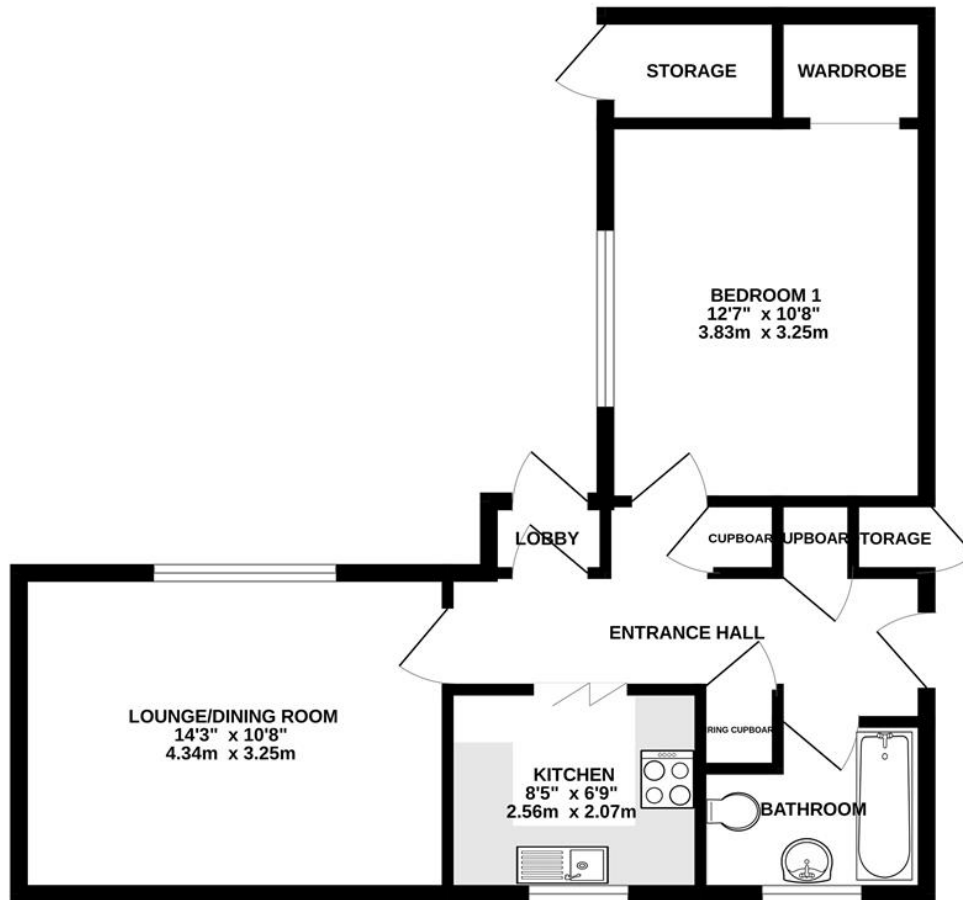 STORAGE
WARDROBE
BEDROOM 1
12'7" x 10'8"
3.83m x 3.25m
LOBBY
CUPBOAR
UPBOAR
TORAGE
ENTRANCE HALL
LOUNGE/DINING ROOM
14'3" x 10'8"
4.34m x 3.25m
RING CUPBOAR
KITCHEN
8'5" x 6'9"
2.56m x 2.07m
BATHROOM